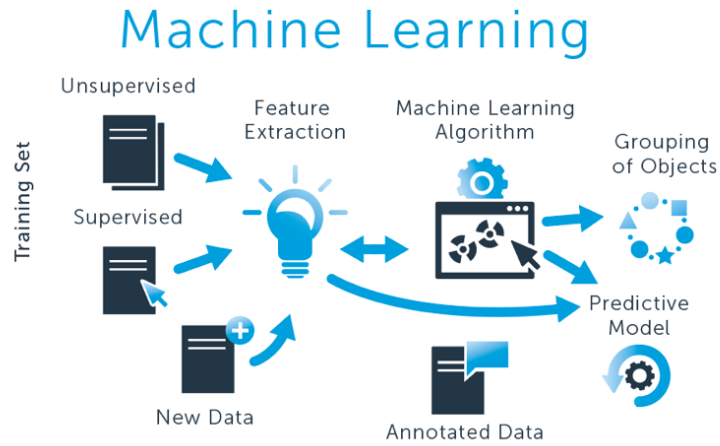 Machine Learning
Unsupervised
Feature
Extraction
Machine Learning
Algorithm
Grouping
of Objects
Training Set
Supervised
Predictive
Model
New Data
Annotated Data